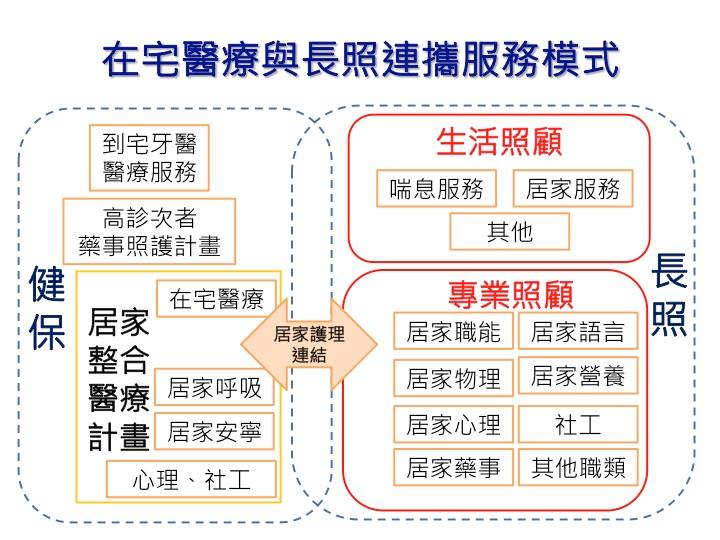 在宅醫療與長照連攜服務模式
健
保
到宅牙醫
醫療服務
高診次者
藥事照護計畫
居家
整合
醫療
計畫
在宅醫療
居家呼吸
居家安寧
心理、社工
居家護理
連結
長
照
生活照顧
喘息服務
居家服務
其他
專業照顧
居家職能
居家語言
居家物理
居家營養
居家心理
社工
居家藥事
其他職類